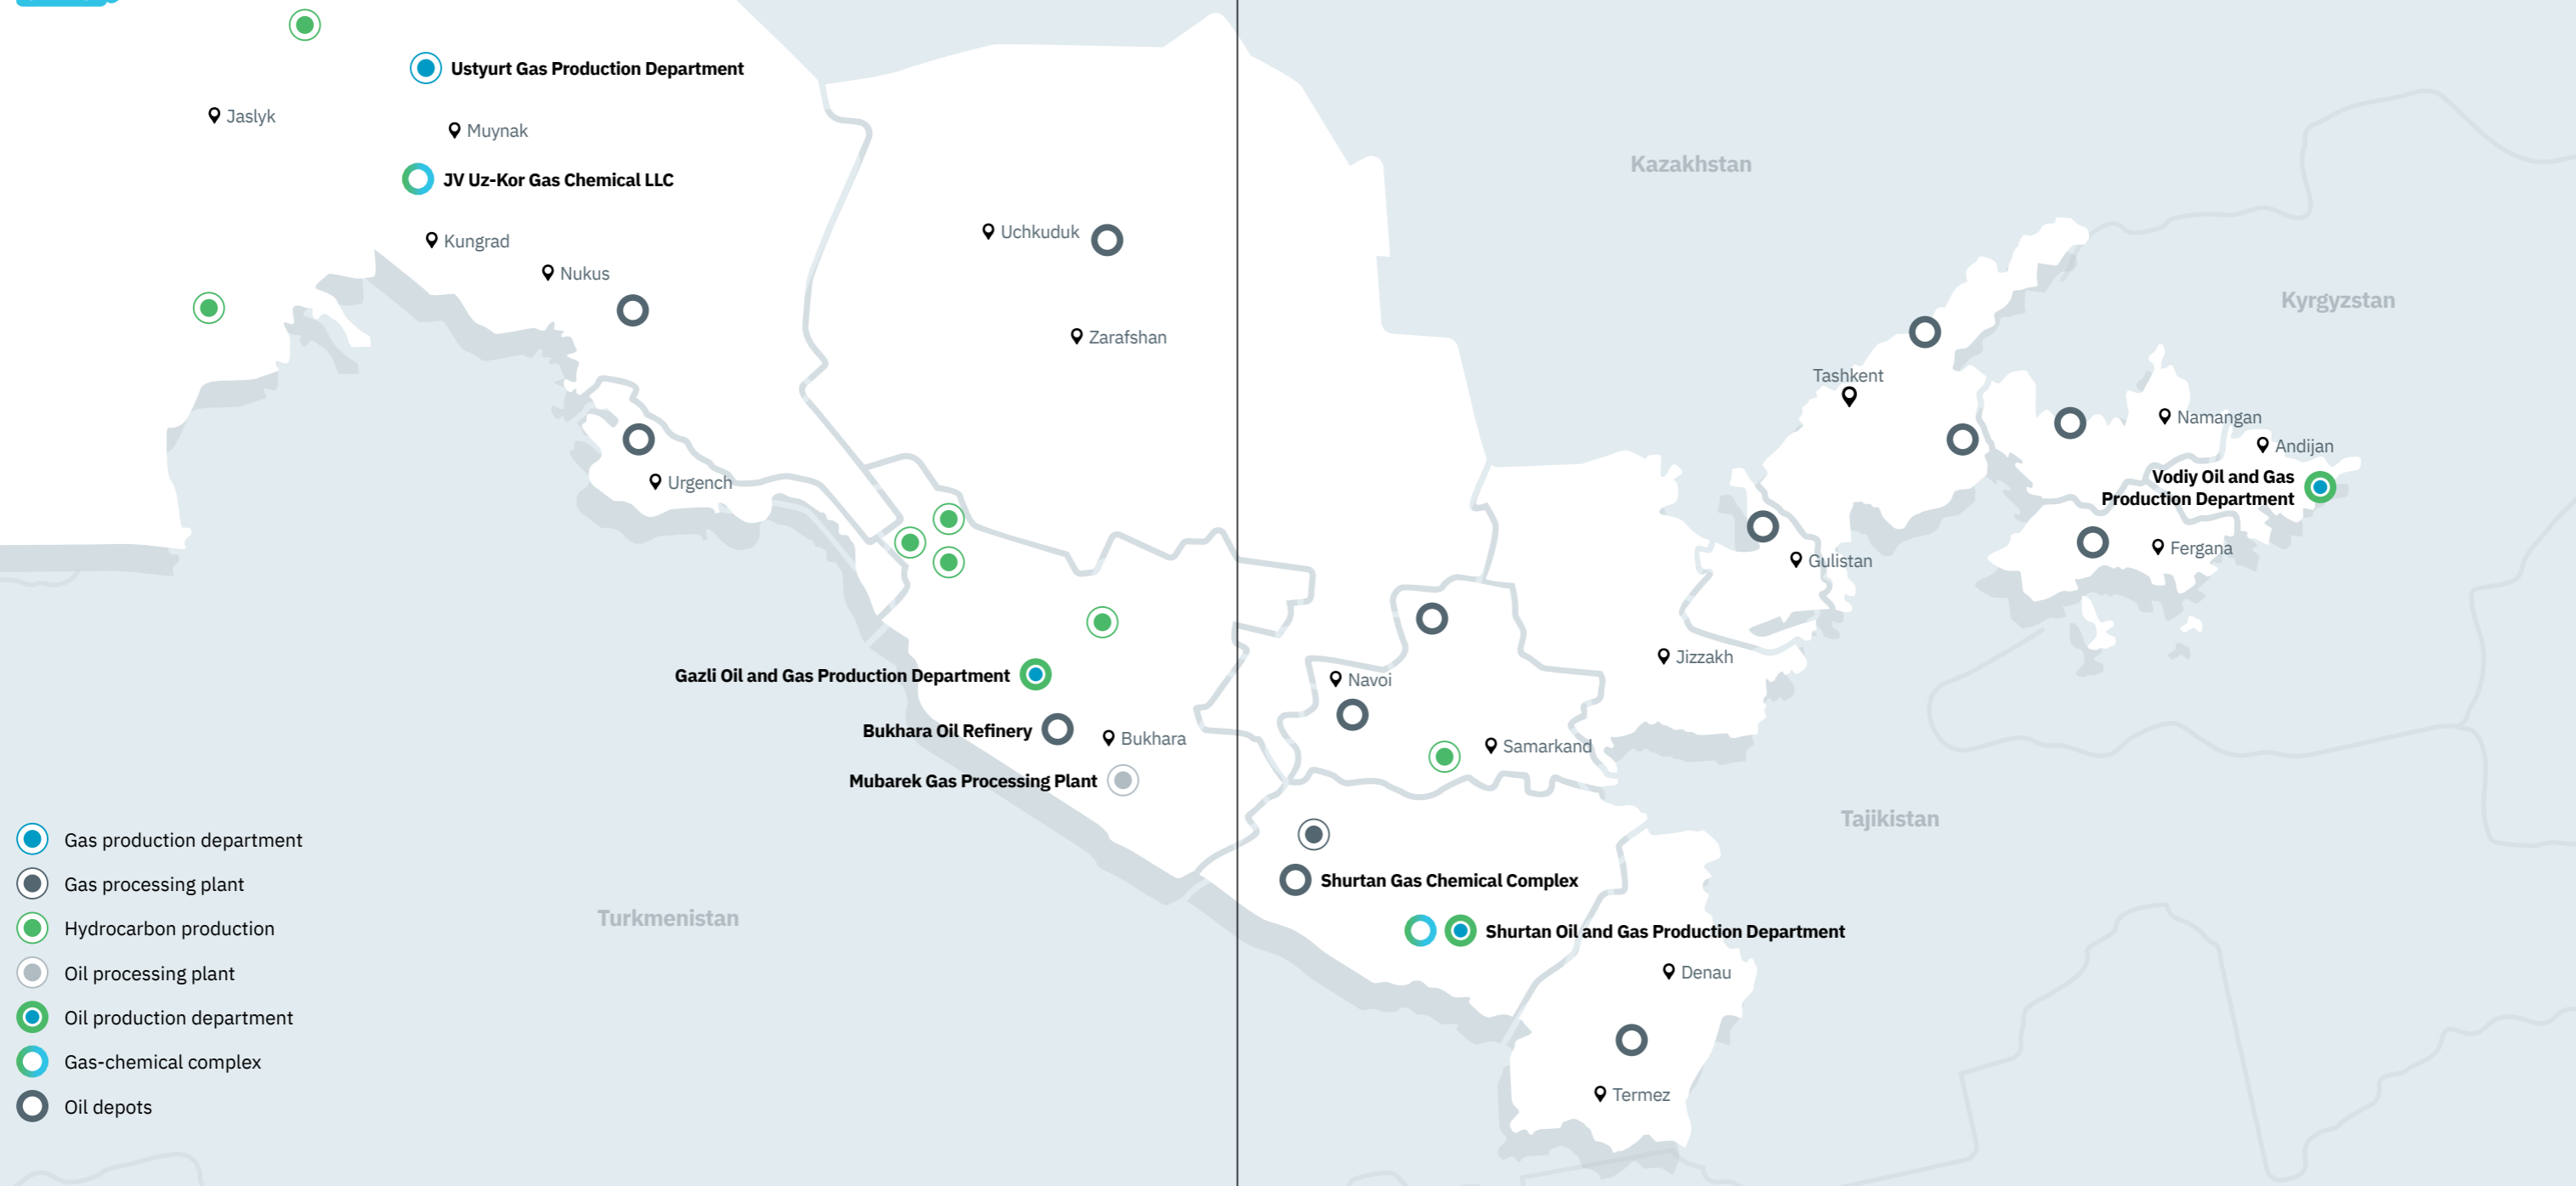 Ustyurt Gas Production Department
Jaslyk
Muynak
JV Uz-Kor Gas Chemical LLC
Kungrad
Nukus
Uchkuduk
Zarafshan
Urgench
Kazakhstan
Kyrgyzstan
Tashkent
Namangan
Andijan
Vodiy Oil and Gas
Production Department
Gulistan
Fergana
Jizzakh
Gazli Oil and Gas Production Department
Navoi
Bukhara Oil Refinery
Bukhara
Samarkand
Mubarek Gas Processing Plant
Tajikistan
Turkmenistan
Shurtan Gas Chemical Complex
Shurtan Oil and Gas Production Department
Denau
Termez
Gas production department
Gas processing plant
Hydrocarbon production
Oil processing plant
Oil production department
Gas-chemical complex
Oil depots